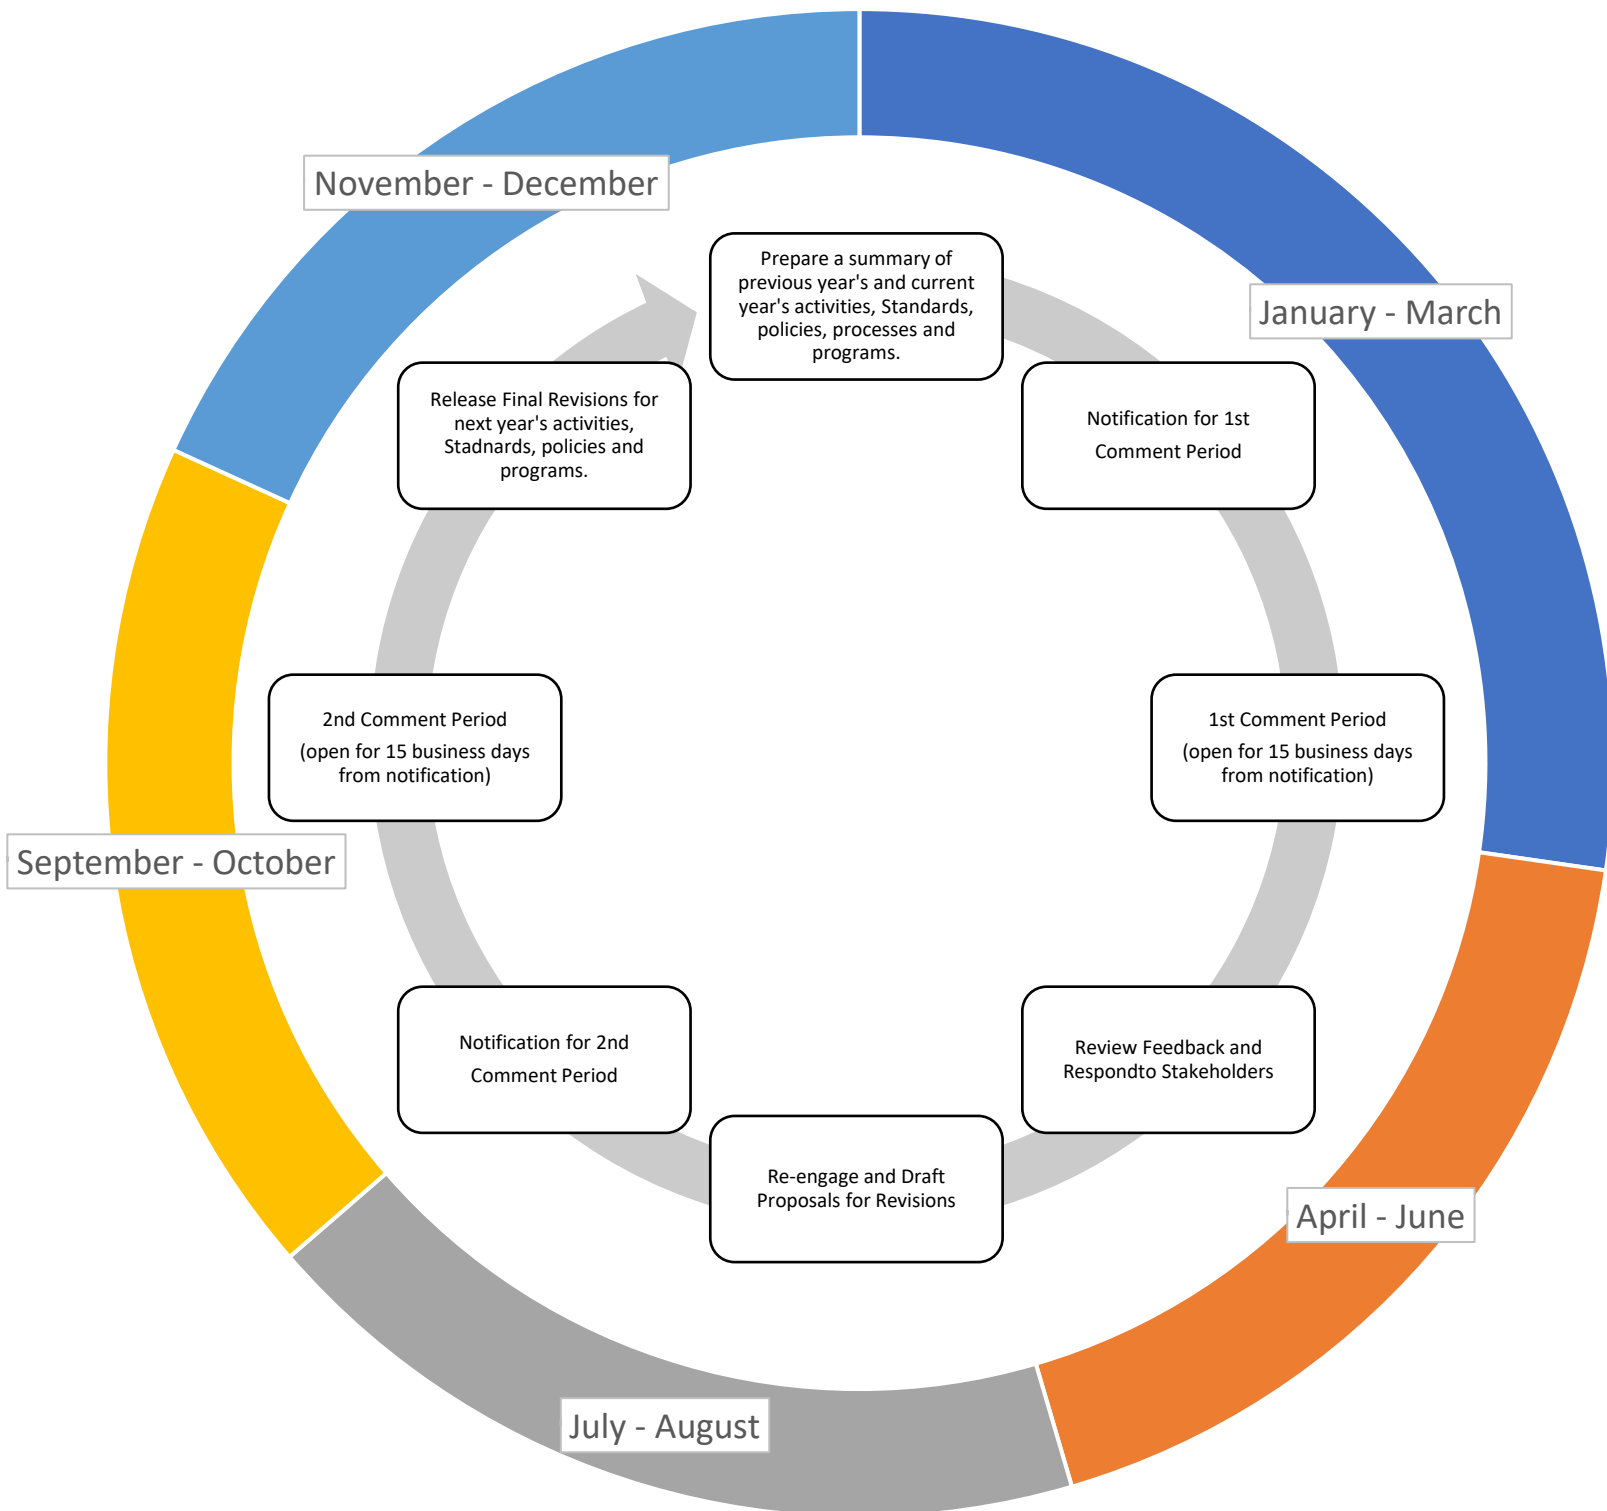 November - December
January - March
Prepare a summary of
previous year's and current
year's activities, Standards,
policies, processes and
programs.
Notification for 1st
Comment Period
1st Comment Period
(open for 15 business days
from notification)
Review Feedback and
Respondto Stakeholders
April - June
Re-engage and Draft
Proposals for Revisions
July - August
Notification for 2nd
Comment Period
September - October
2nd Comment Period
(open for 15 business days
from notification)
Release Final Revisions for
next year's activities,
Stadnards, policies and
programs.